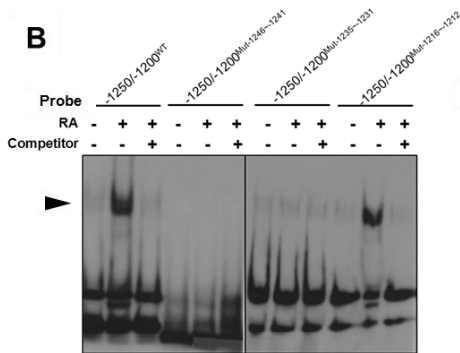 B
-1250/-1200WT
-1250/-1200Mut-1246~-1241
-1250/-1200Mut-1235~-1231
-1250/-1200Mut-1216~-1212
Probe
RA - + + - + + - + + - + +
Competitor + + + +